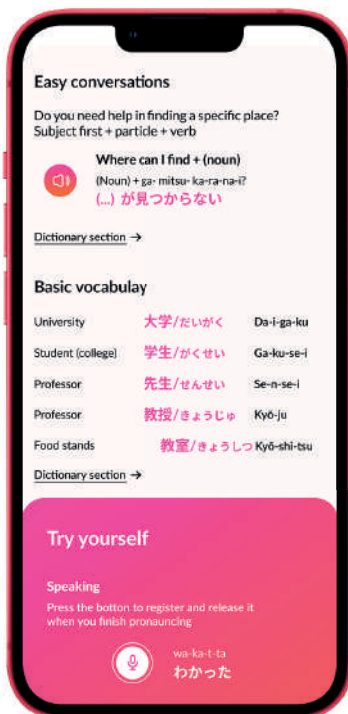 Easy conversations
Do you need help in finding a specific place?
Subject first + particle + verb
Where can I find + (noun)
(Noun) + ga- mitsu- ka-ra-na-i?
(...) が見つからない
Dictionary section →
Basic vocabulay
University 大学/だいがく Da-i-ga-ku
Student (college) 学生/がくせい Ga-ku-se-i
Professor 先生/せんせい Se-n-se-i
Professor 教授/きょうじゅ Kyō-ju
Food stands 教室/きょうしつ Kyō-shi-tsu
Dictionary section →
Try yourself
Speaking
Press the botton to register and release it
when you finish pronauncing
wa-ka-t-ta
わかった